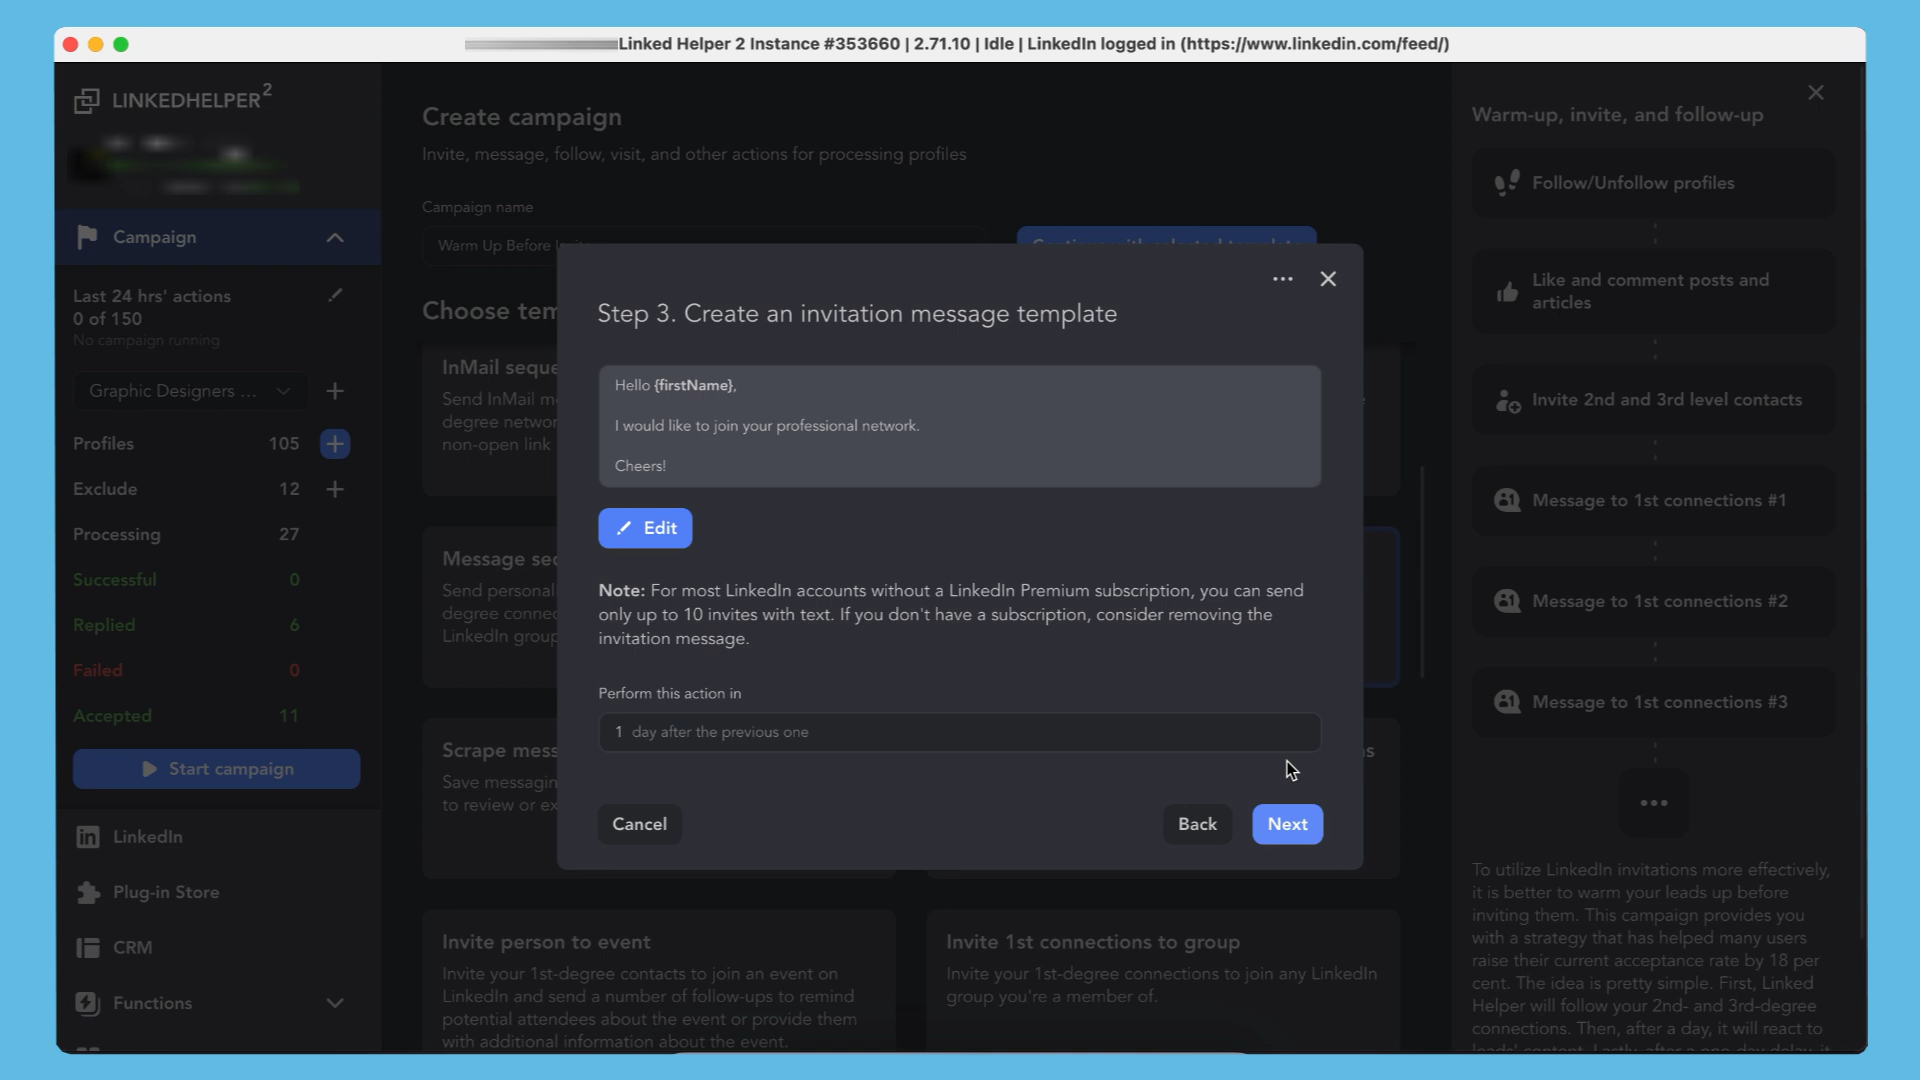 Linked Helper 2 Instance #353660 | 2.71.10 | Idle | LinkedIn logged in (https://www.linkedin.com/feed/)
LINKEDHELPER2
Campaign
Last 24 hrs' actions
0 of 150
No campaign running
Graphic Designers ...
Profiles 105
Exclude 12
Processing 27
Successful 0
Replied 6
Failed 0
Accepted 11
Start campaign
LinkedIn
Plug-in Store
CRM
Functions
Create campaign
Invite, message, follow, visit, and other actions for processing profiles
Campaign name
Warm Up Before
Choose
InMail
Send InMail
degree
non-open link
Message
Send personal
degree
LinkedIn
Scrape
Save
to review or
Invite person to event
Invite your 1st-degree contacts to join an event on
LinkedIn and send a number of follow-ups to remind
potential attendees about the event or provide them
with additional information about the event.
Invite 1st connections to group
Invite your 1st-degree connections to join any LinkedIn
group you're a member of.
Step 3. Create an invitation message template
Hello {firstName},
I would like to join your professional network.
Cheers!
Edit
Note: For most LinkedIn accounts without a LinkedIn Premium subscription, you can send
only up to 10 invites with text. If you don't have a subscription, consider removing the
invitation message.
Perform this action in
1 day after the previous one
Cancel
Back
Next
Warm-up, invite, and follow-up
Follow/Unfollow profiles
Like and comment posts and
articles
Invite 2nd and 3rd level contacts
Message to 1st connections #1
Message to 1st connections #2
Message to 1st connections #3
To utilize LinkedIn invitations more effectively,
it is better to warm your leads up before
inviting them. This campaign provides you
with a strategy that has helped many users
raise their current acceptance rate by 18 per
cent. The idea is pretty simple. First, Linked
Helper will follow your 2nd- and 3rd-degree
connections. Then, after a day, it will react to